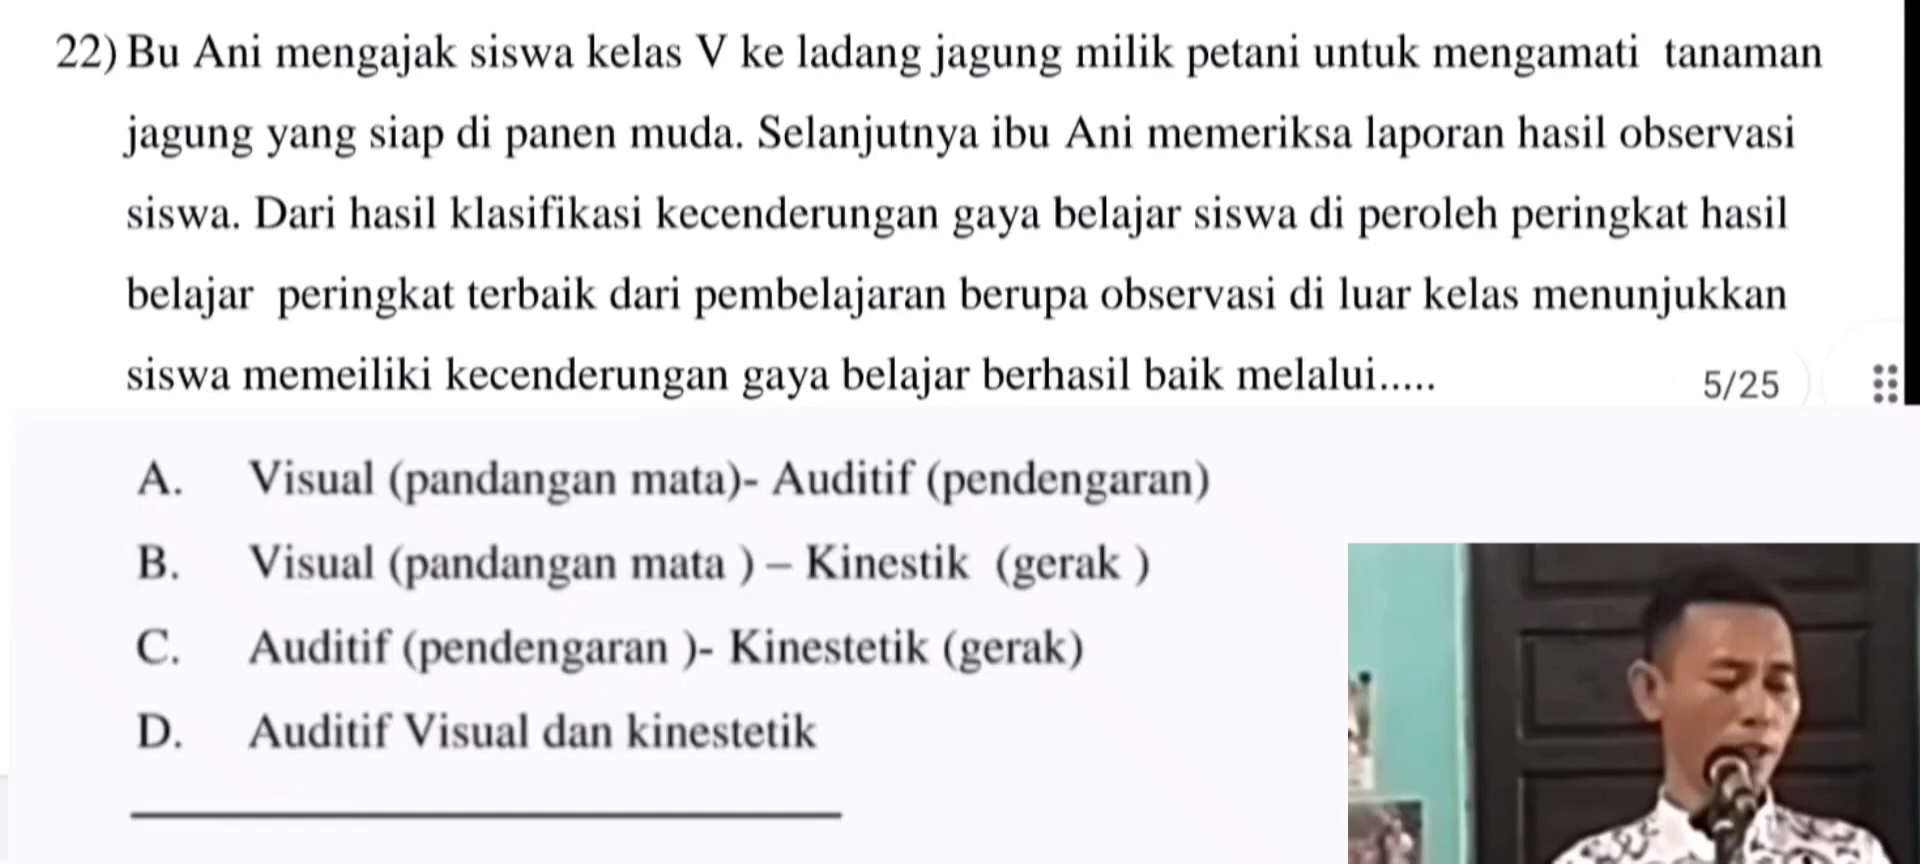 22) Bu Ani mengajak siswa kelas V ke ladang jagung milik petani untuk mengamati tanaman
jagung yang siap di panen muda. Selanjutnya ibu Ani memeriksa laporan hasil observasi
siswa. Dari hasil klasifikasi kecenderungan gaya belajar siswa di peroleh peringkat hasil
belajar peringkat terbaik dari pembelajaran berupa observasi di luar kelas menunjukkan
siswa memeiliki kecenderungan gaya belajar berhasil baik melalui.....
5/25
A. Visual (pandangan mata)- Auditif (pendengaran)
B. Visual (pandangan mata ) – Kinestik (gerak )
C. Auditif (pendengaran )- Kinestetik (gerak)
D. Auditif Visual dan kinestetik